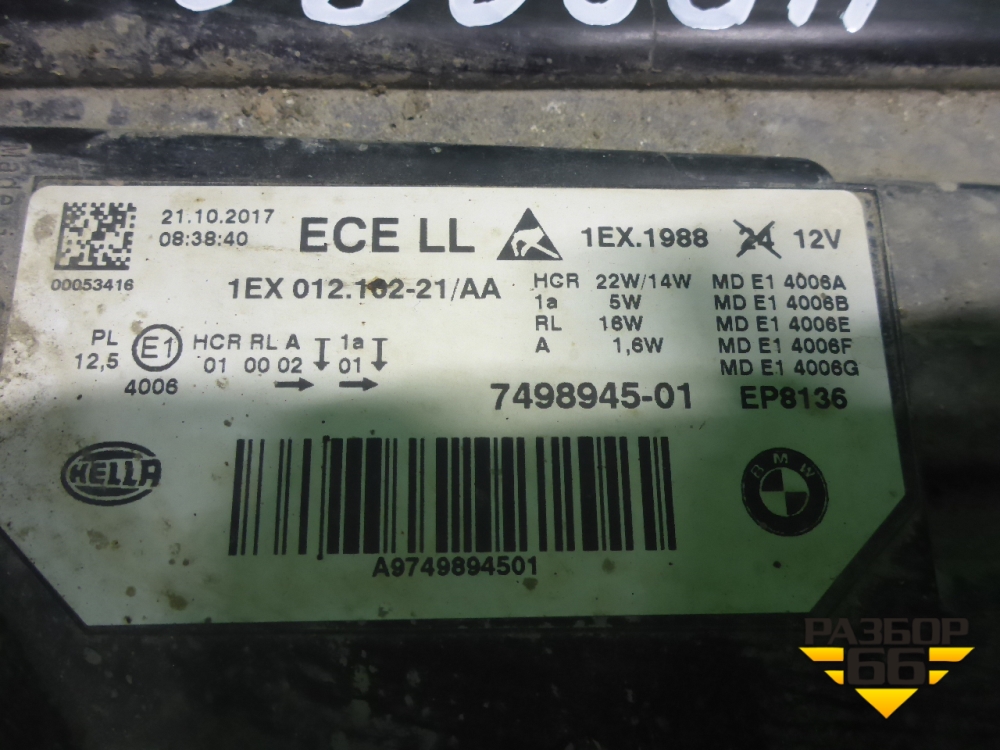 21.10.2017
08:38:40
00053416
ECE LL
1EX.1988 24 12V
1EX 012.102-21/AA
HCR 22W/14W MD E1 4006A
1a 5W MD E1 4006B
RL 16W MD E1 4006E
A 1,6W MD E1 4006F
MD E1 4006G
PL
12,5
E1
4006
HCR RL A 1a
01 00 02 01
7498945-01 EP8136
HELLA
BMW
A9749894501
РАЗБОР
66